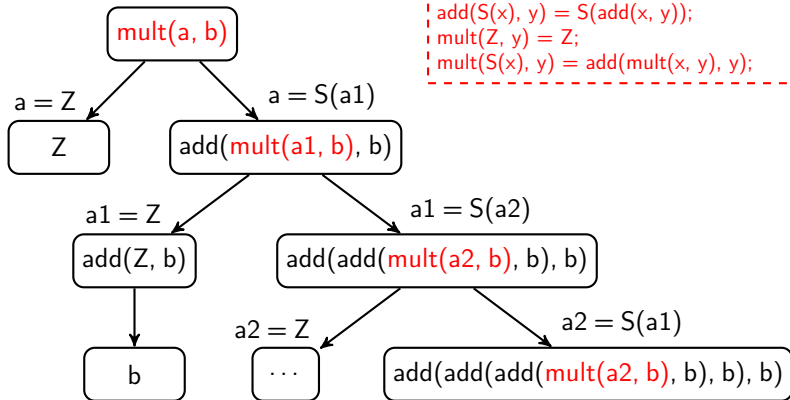 add(S(x), y) = S(add(x, y));
mult(Z, y) = Z;
mult(S(x), y) = add(mult(x, y), y);
mult(a, b)
a = Z
a = S(a1)
Z
add(mult(a1, b), b)
a1 = Z
a1 = S(a2)
add(Z, b)
add(add(mult(a2, b), b), b)
a2 = Z
a2 = S(a1)
b
···
add(add(add(mult(a2, b), b), b), b)